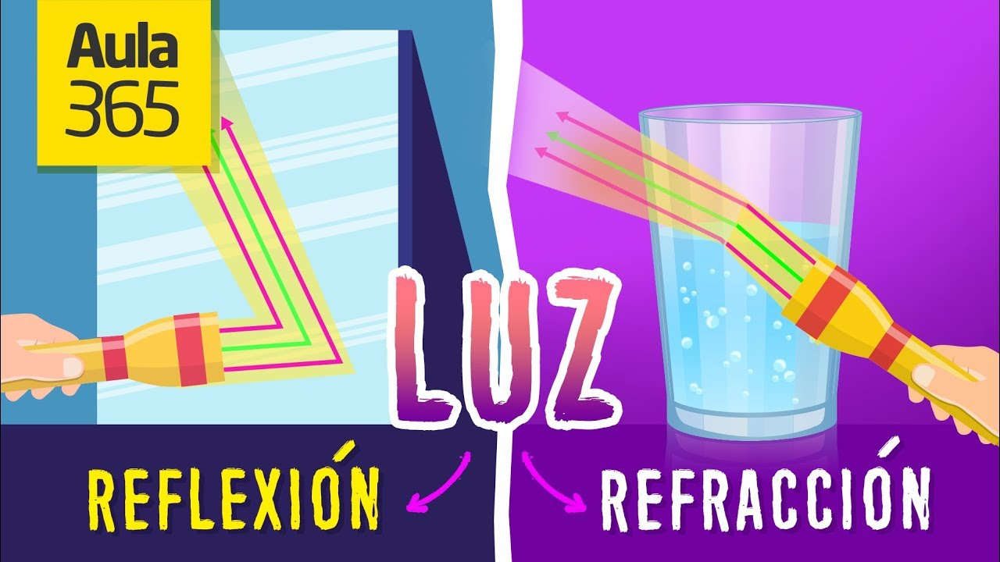 Aula
365
LUZ
REFLEXIÓN
REFRACCIÓN